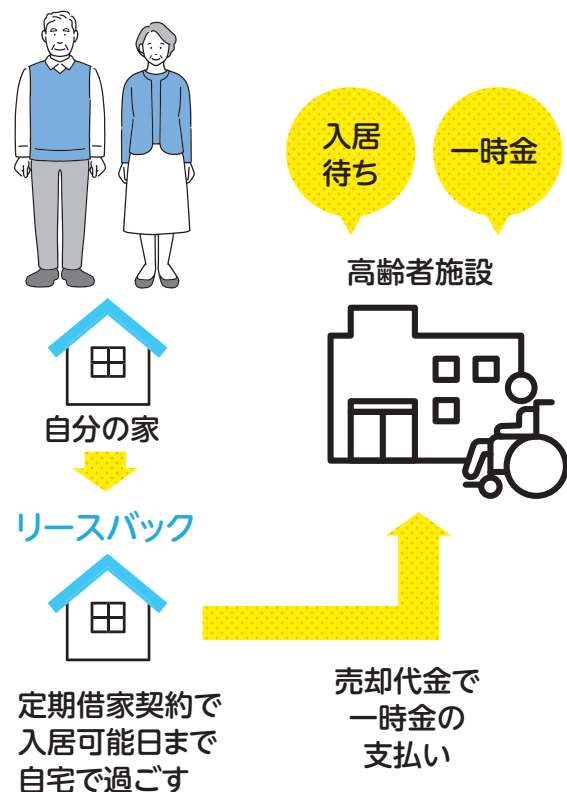 入居
待ち
一時金
高齢者施設
自分の家
リースバック
定期借家契約で
入居可能日まで
自宅で過ごす
売却代金で
一時金の
支払い